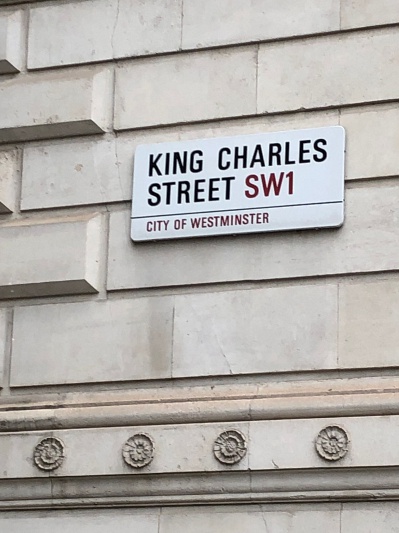 KING CHARLES
STREET SW1
CITY OF WESTMINSTER